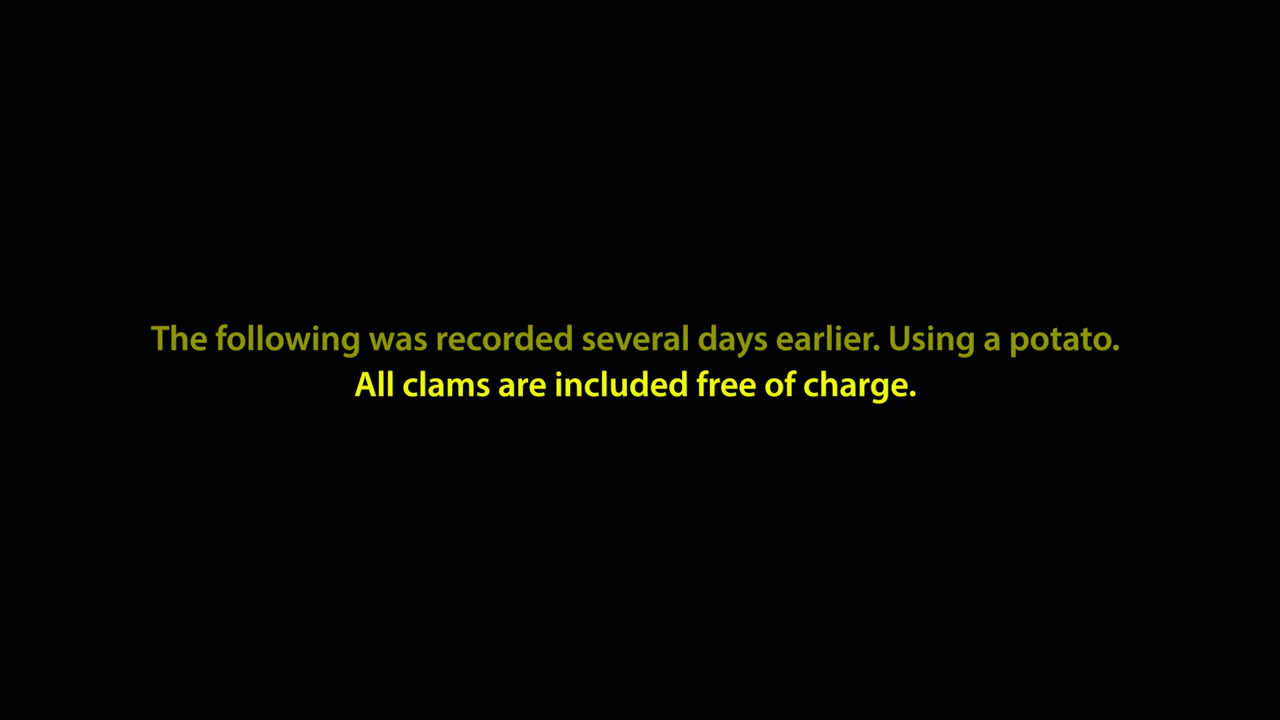 The following was recorded several days earlier. Using a potato.
All clams are included free of charge.